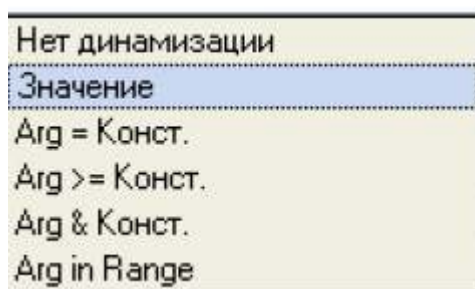 Нет динамизации
Значение
Arg = Конст.
Arg >= Конст.
Arg & Конст.
Arg in Range